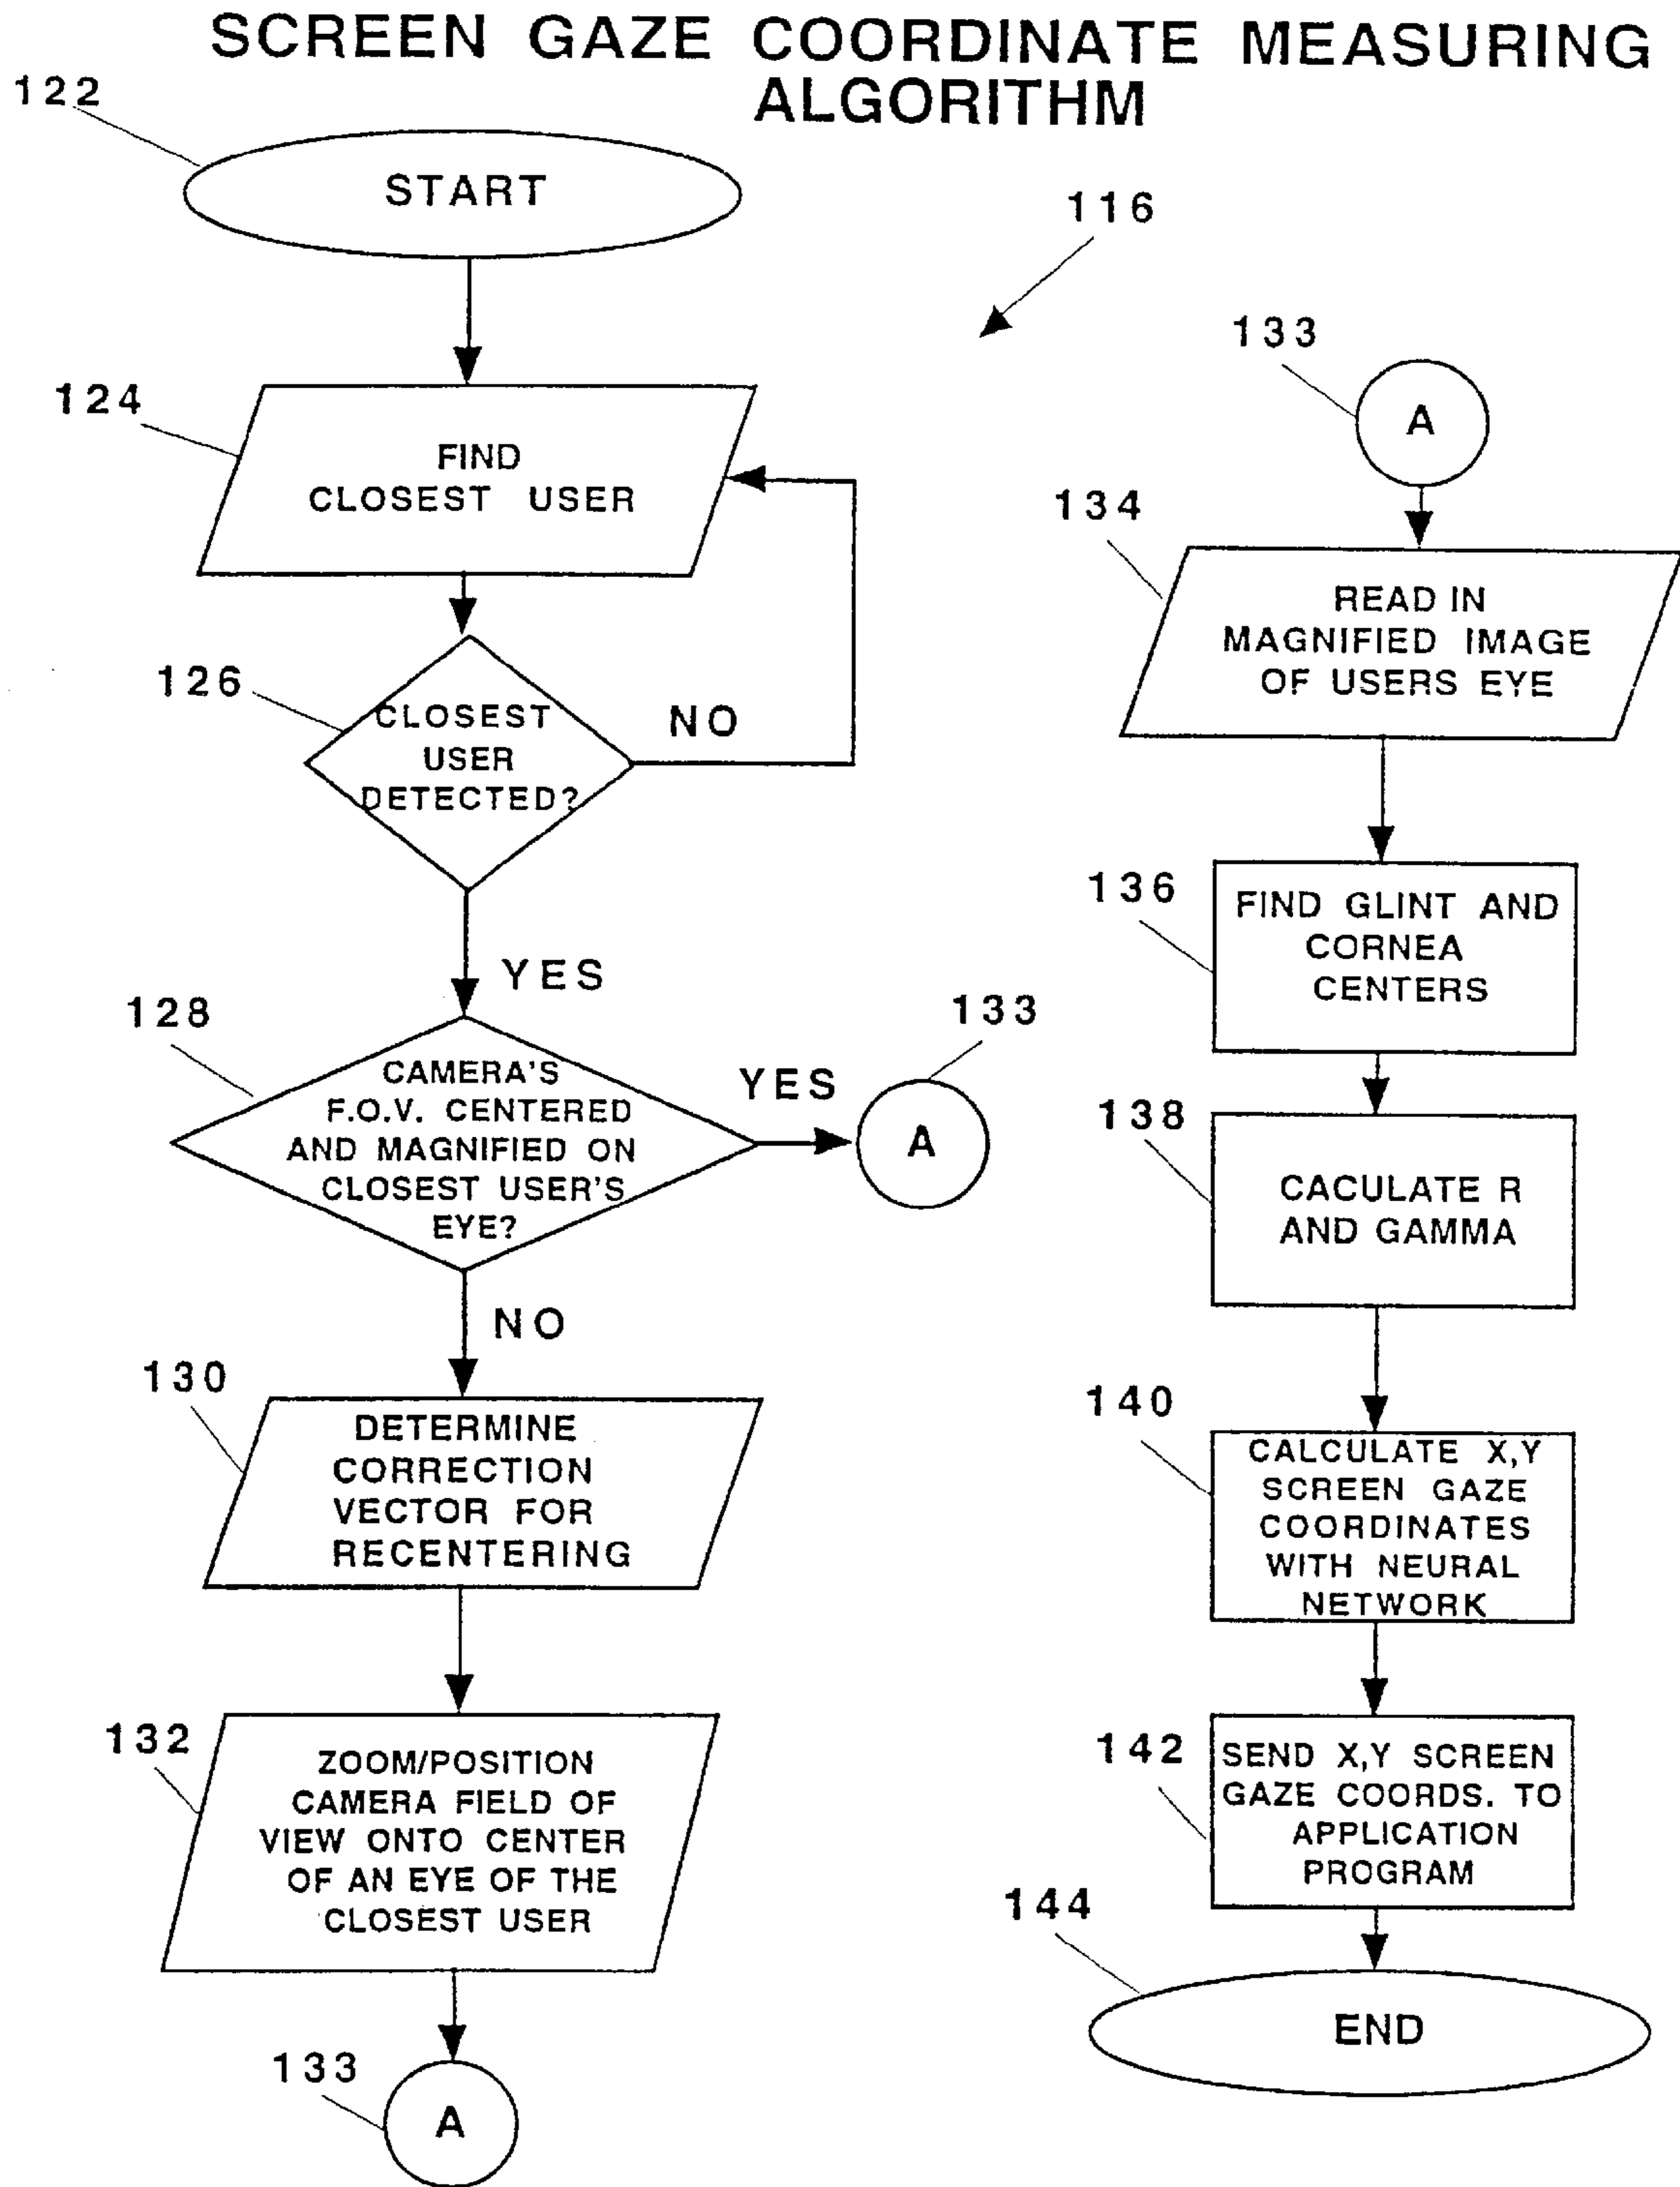 SCREEN GAZE COORDINATE MEASURING
ALGORITHM
122
START
116
124
FIND
CLOSEST USER
126
CLOSEST
USER
DETECTED?
NO
YES
128
CAMERA'S
F.O.V. CENTERED
AND MAGNIFIED ON
CLOSEST USER'S
EYE?
YES
133
A
NO
130
DETERMINE
CORRECTION
VECTOR FOR
RECENTERING
132
ZOOM/POSITION
CAMERA FIELD OF
VIEW ONTO CENTER
OF AN EYE OF THE
CLOSEST USER
133
A
133
A
134
READ IN
MAGNIFIED IMAGE
OF USERS EYE
136
FIND GLINT AND
CORNEA
CENTERS
138
CACULATE R
AND GAMMA
140
CALCULATE X,Y
SCREEN GAZE
COORDINATES
WITH NEURAL
NETWORK
142
SEND X,Y SCREEN
GAZE COORDS. TO
APPLICATION
PROGRAM
144
END